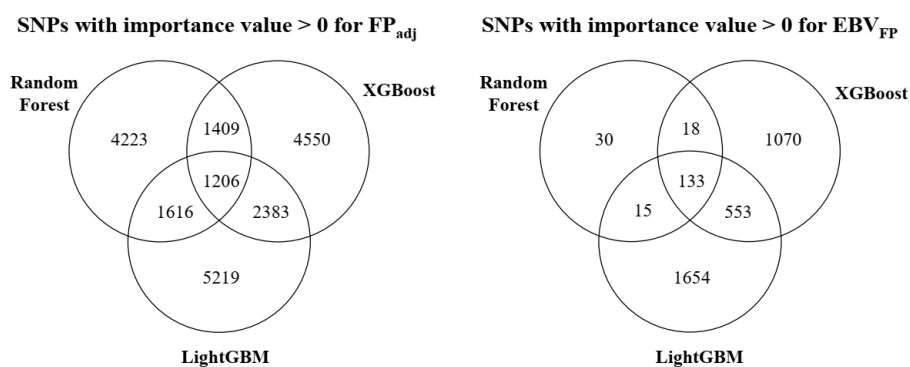 SNPs with importance value > 0 for FPadj
Random
Forest
XGBoost
4223
1409
4550
1206
1616
2383
5219
LightGBM
SNPs with importance value > 0 for EBVFP
Random
Forest
XGBoost
30
18
1070
133
15
553
1654
LightGBM